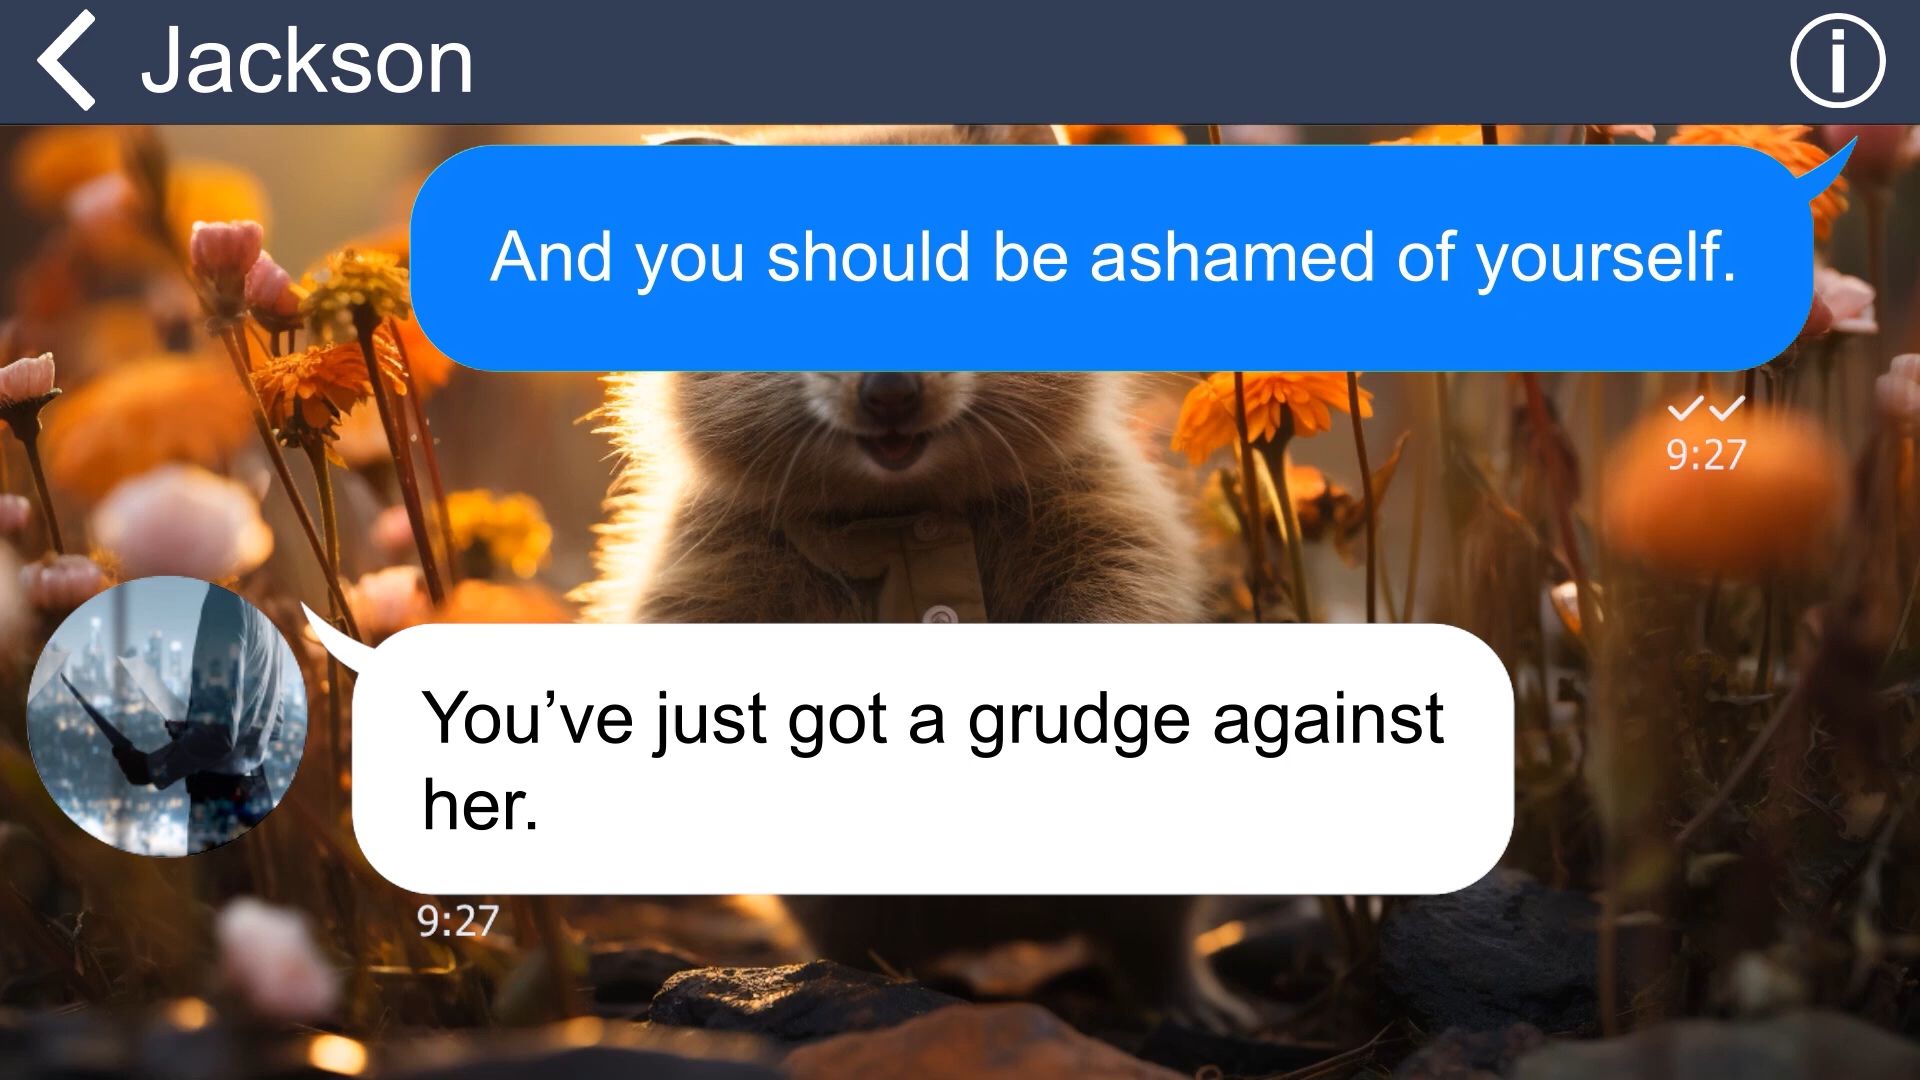 Jackson
And you should be ashamed of yourself.
9:27
You’ve just got a grudge against
her.
9:27